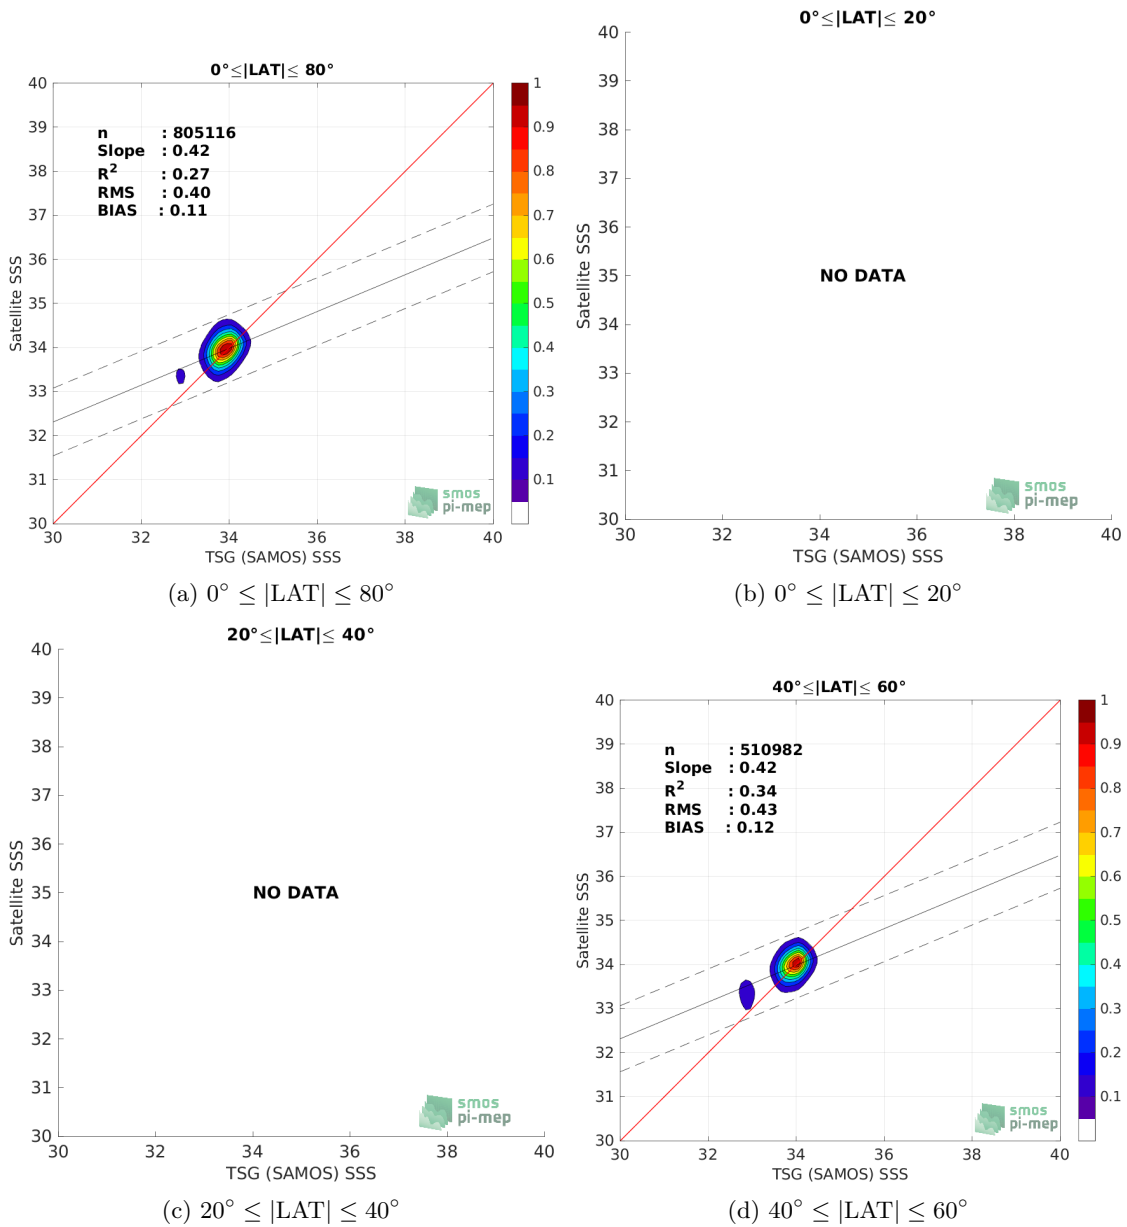 0°≤|LAT|≤ 80°
40
39
38
37
36
35
34
33
32
31
30
n : 805116
Slope : 0.42
R² : 0.27
RMS : 0.40
BIAS : 0.11
1
0.9
0.8
0.7
0.6
0.5
0.4
0.3
0.2
0.1
Satellite SSS
smos
pi-mep
30 32 34 36 38 40
TSG (SAMOS) SSS
(a) 0° ≤ |LAT| ≤ 80°
0°≤|LAT|≤ 20°
40
39
38
37
36
35
34
33
32
31
30
Satellite SSS
NO DATA
smos
pi-mep
30 32 34 36 38 40
TSG (SAMOS) SSS
(b) 0° ≤ |LAT| ≤ 20°
20°≤|LAT|≤ 40°
40
39
38
37
36
35
34
33
32
31
30
Satellite SSS
NO DATA
smos
pi-mep
30 32 34 36 38 40
TSG (SAMOS) SSS
(c) 20° ≤ |LAT| ≤ 40°
40°≤|LAT|≤ 60°
40
39
38
37
36
35
34
33
32
31
30
n : 510982
Slope : 0.42
R² : 0.34
RMS : 0.43
BIAS : 0.12
1
0.9
0.8
0.7
0.6
0.5
0.4
0.3
0.2
0.1
Satellite SSS
smos
pi-mep
30 32 34 36 38 40
TSG (SAMOS) SSS
(d) 40° ≤ |LAT| ≤ 60°